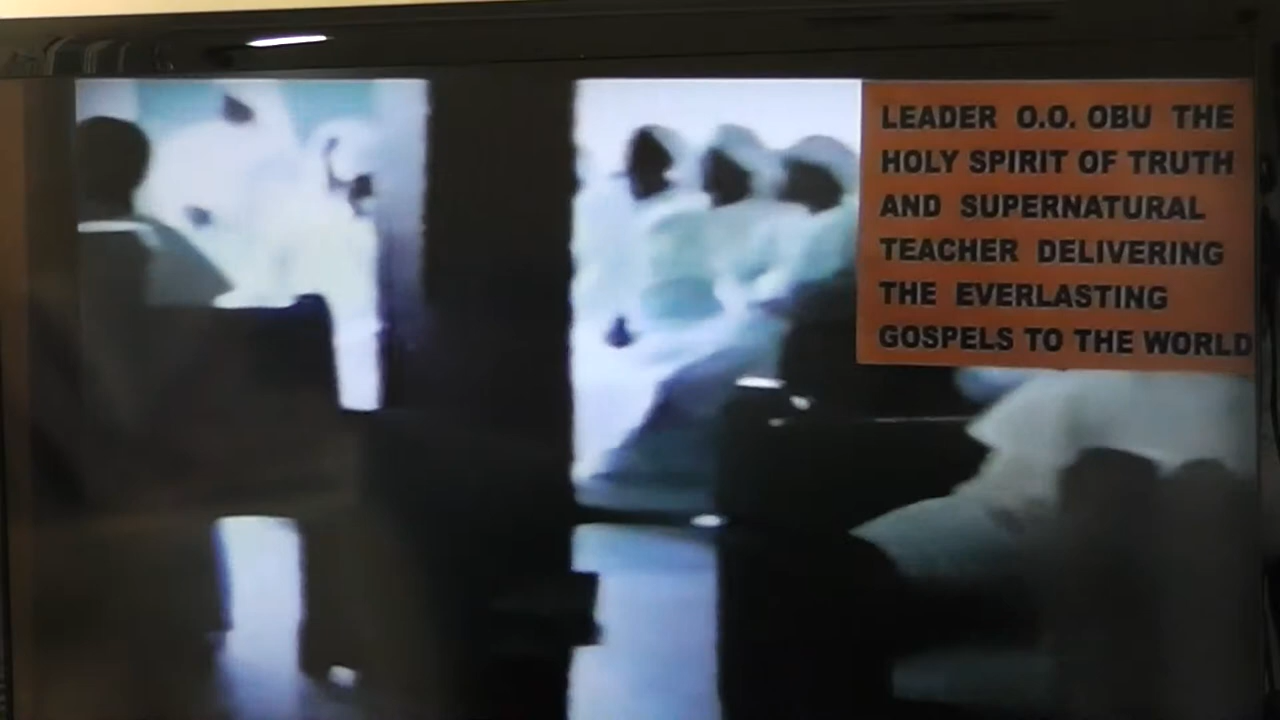 LEADER O.O. OBU THE
HOLY SPIRIT OF TRUTH
AND SUPERNATURAL
TEACHER DELIVERING
THE EVERLASTING
GOSPELS TO THE WORLD